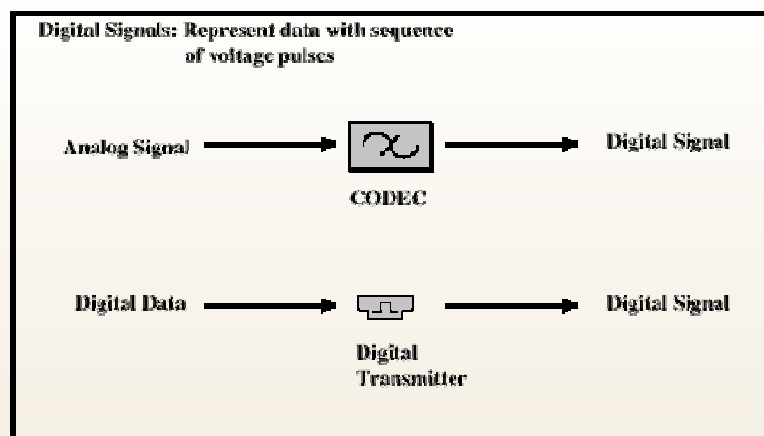 Digital Signals: Represent data with sequence
of voltage pulses
Analog Signal
Digital Signal
CODEC
Digital Data
Digital Signal
Digital
Transmitter